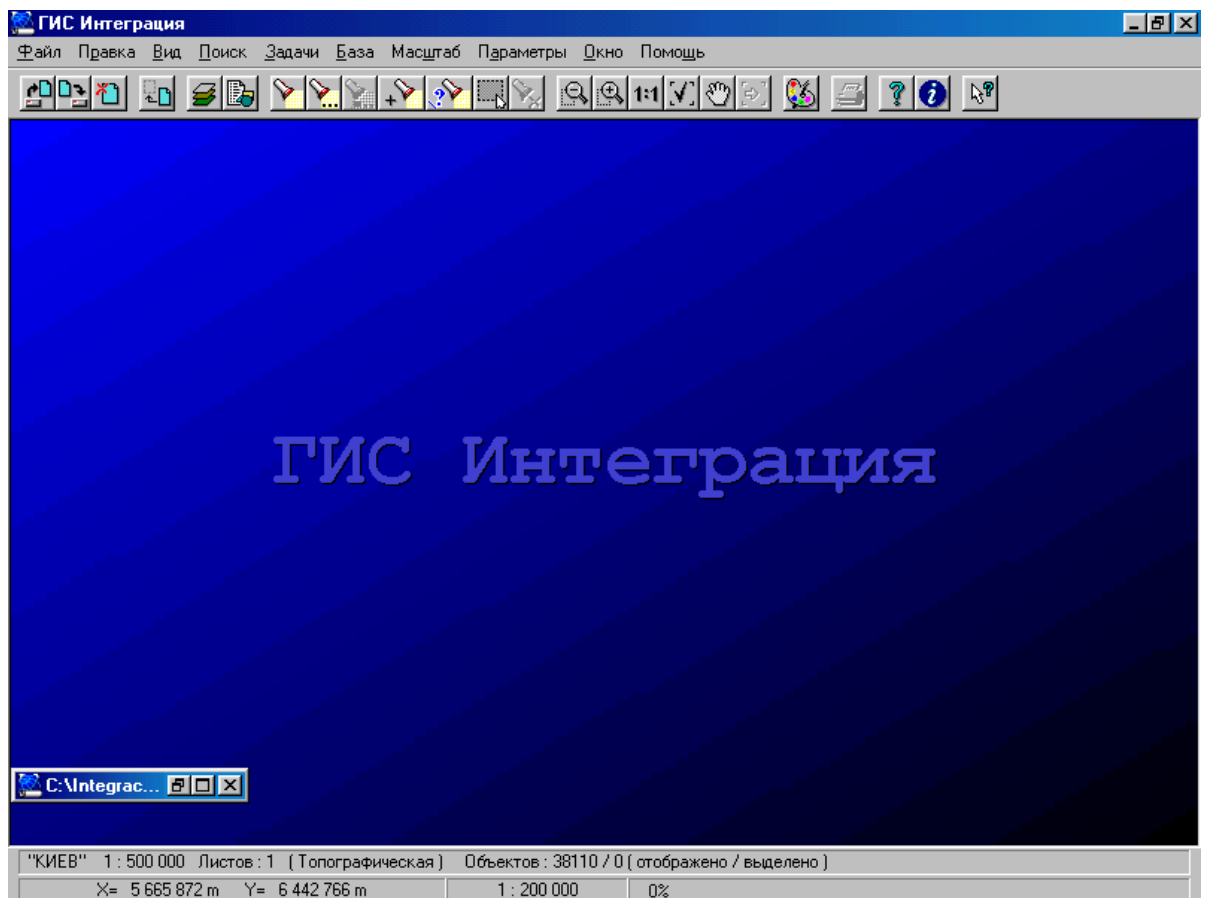 ГИС Интеграция
Файл Правка Вид Поиск Задачи База Масштаб Параметры Окно Помощь
1:1
ГИС Интеграция
C:\Integrac...
"КИЕВ" 1 : 500 000 Листов : 1 ( Топографическая ) Объектов : 38110 / 0 ( отображено / выделено )
X= 5 665 872 m Y= 6 442 766 m 1 : 200 000 0%